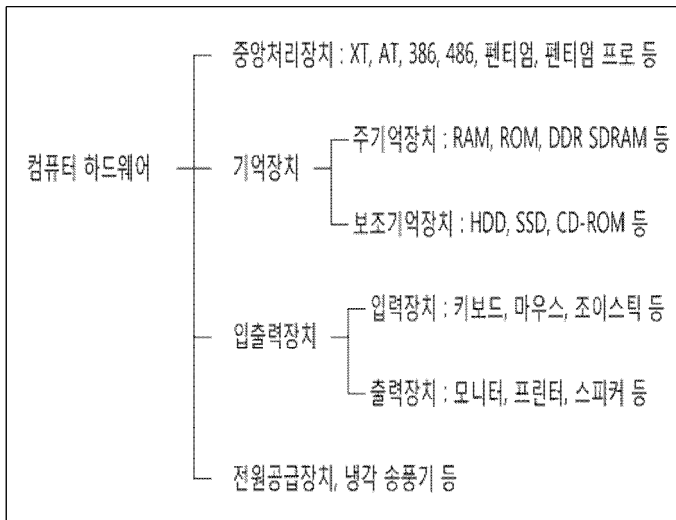 중앙처리장치 : XT, AT, 386, 486, 펜티엄, 펜티엄 프로 등
주기억장치 : RAM, ROM, DDR SDRAM 등
컴퓨터 하드웨어
기억장치
보조기억장치 : HDD, SSD, CD-ROM 등
입력장치 : 키보드, 마우스, 조이스틱 등
입출력장치
출력장치 : 모니터, 프린터, 스피커 등
전원공급장치, 냉각 송풍기 등